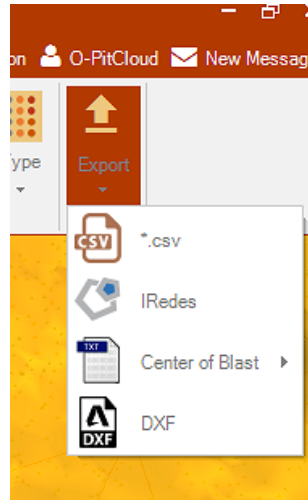 on O-PitCloud New Messag
ype
Export
CSV *.csv
IRedes
TXT Center of Blast
DXF DXF